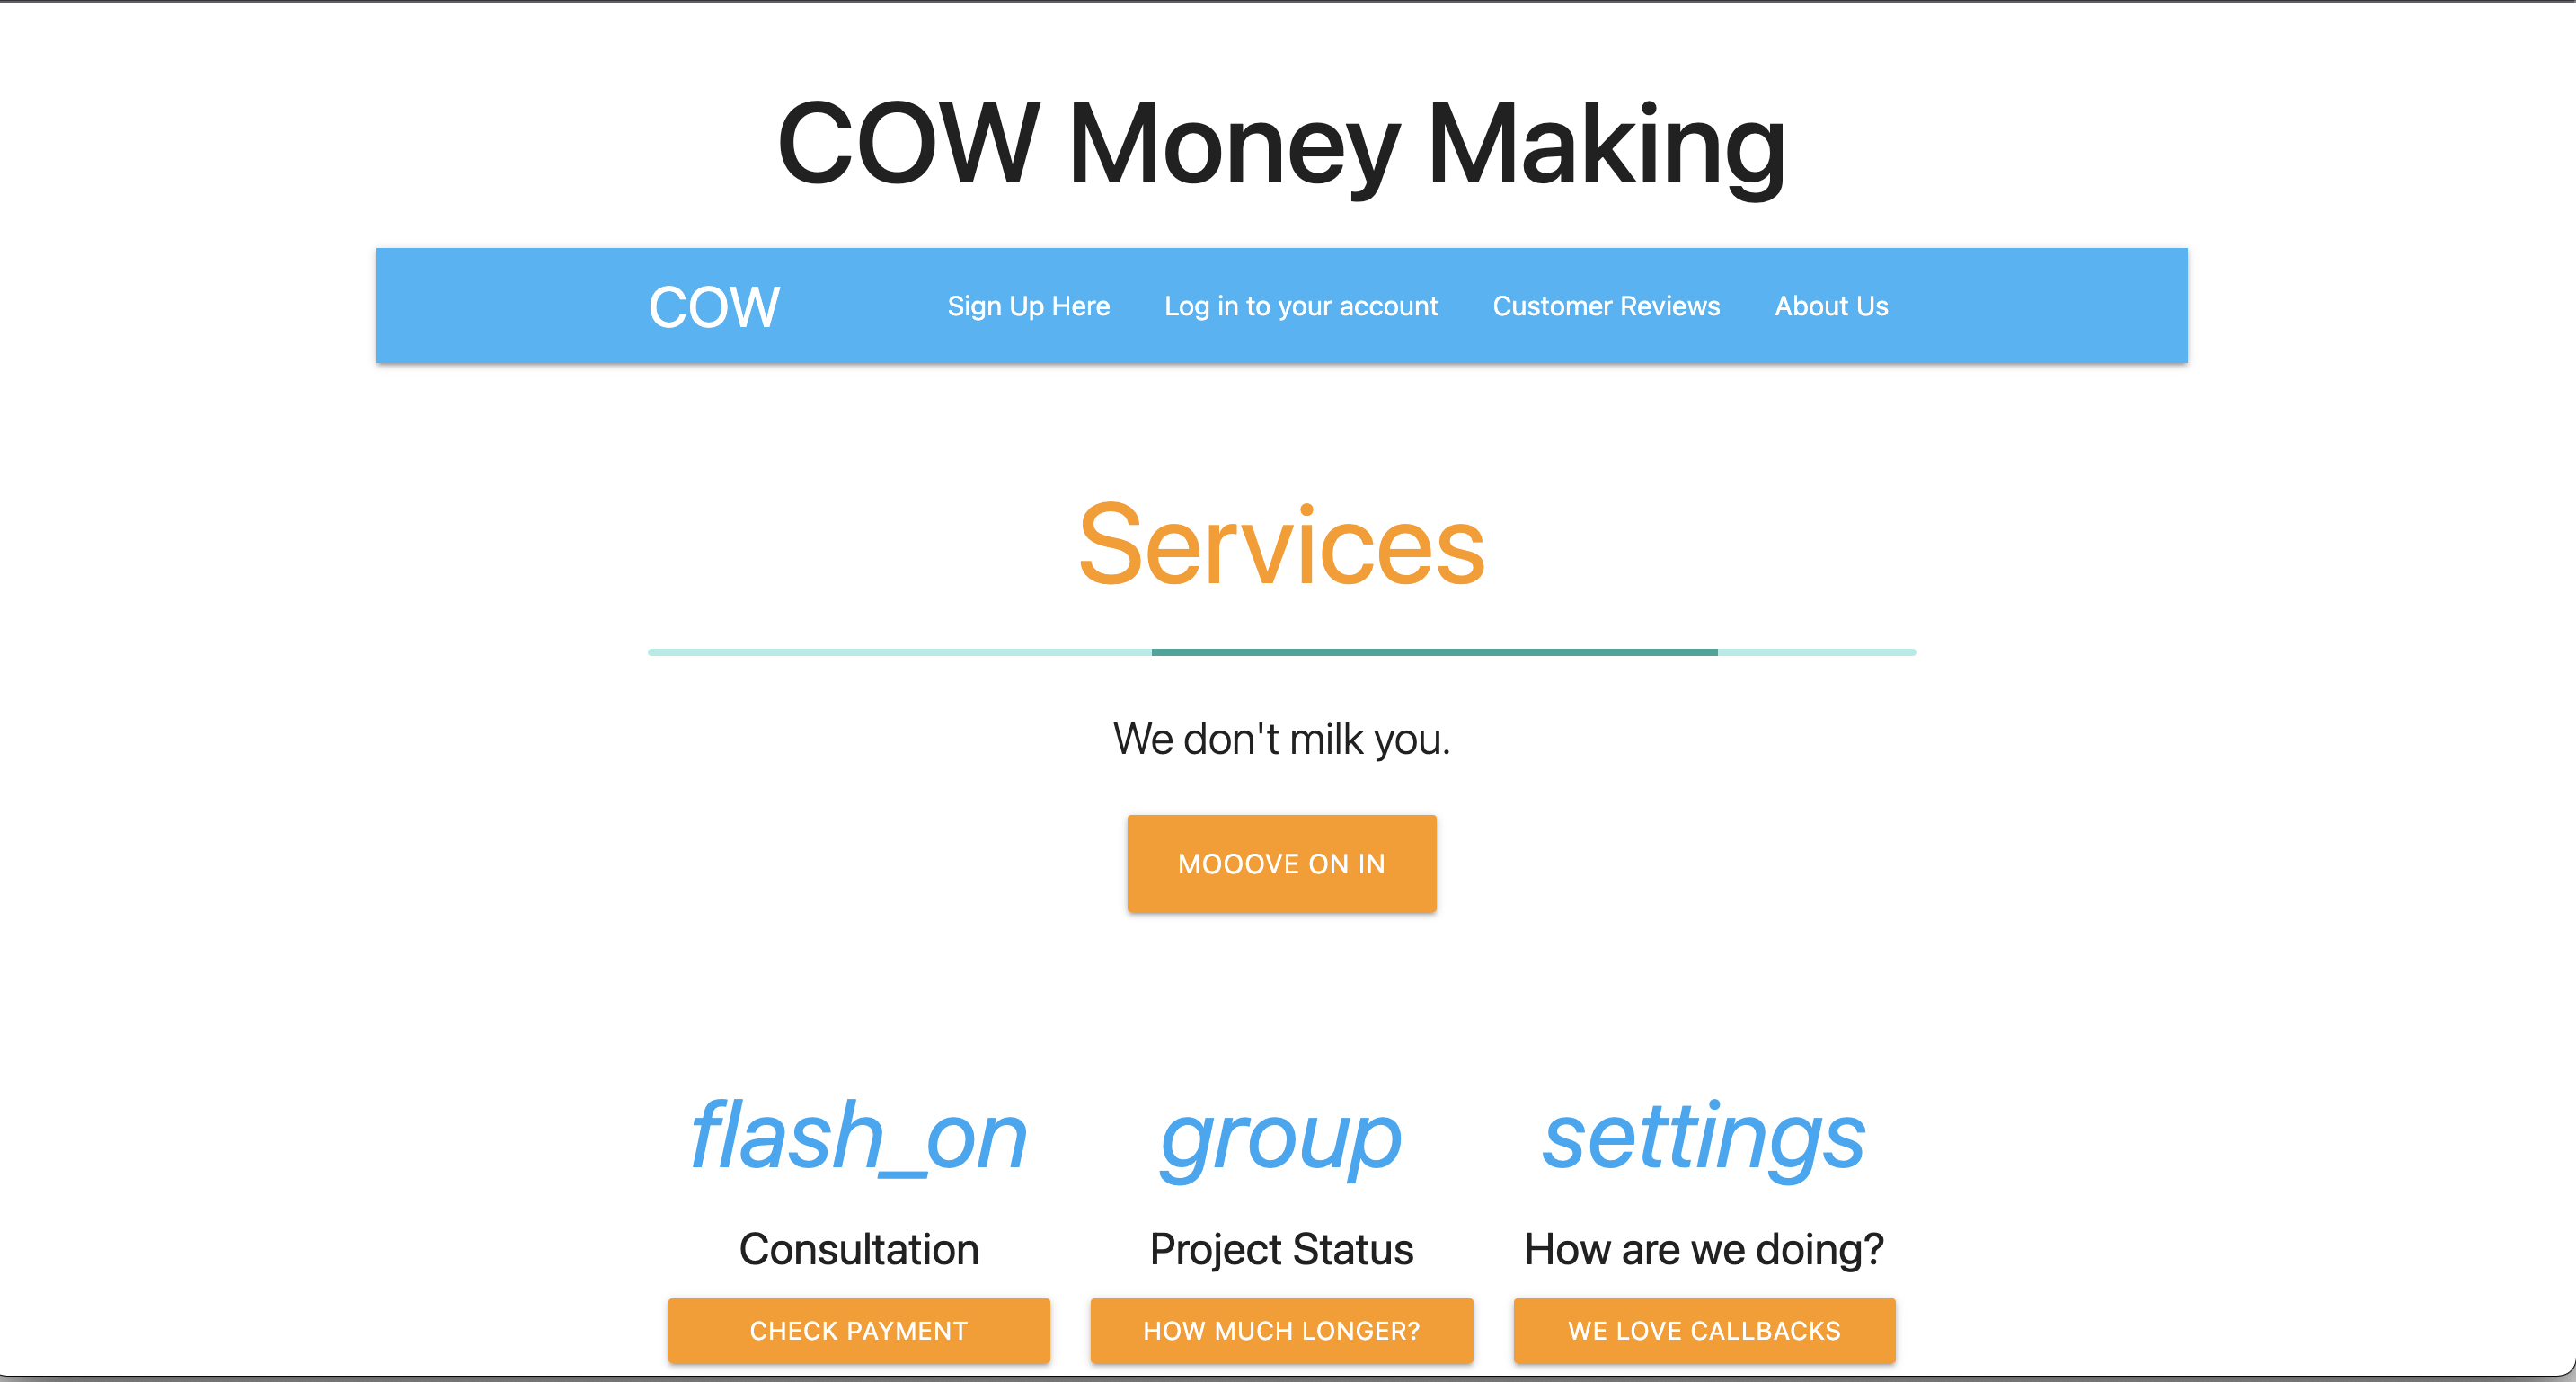 COW Money Making
COW Sign Up Here Log in to your account Customer Reviews About Us
Services
We don't milk you.
MOOOVE ON IN
flash_on group settings
Consultation Project Status How are we doing?
CHECK PAYMENT HOW MUCH LONGER? WE LOVE CALLBACKS